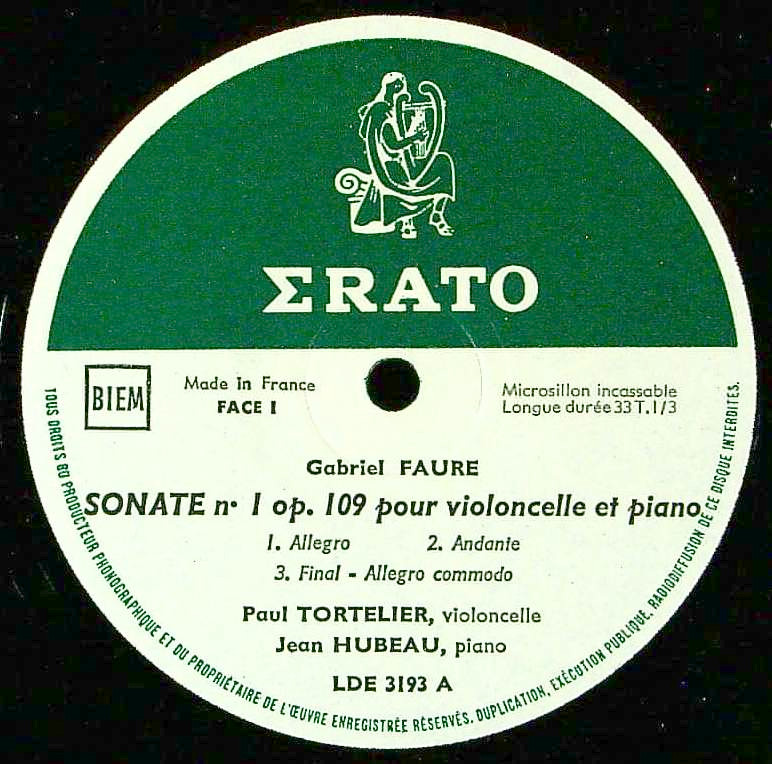 ΣRATO
BIEM
Made in France
FACE I
Microsillon incassable
Longue durée 33 T.1/3
Gabriel FAURE
SONATE n· 1 op. 109 pour violoncelle et piano
1. Allegro 2. Andante
3. Final - Allegro commodo
Paul TORTELIER, violoncelle
Jean HUBEAU, piano
LDE 3193 A
TOUS DROITS DU PRODUCTEUR PHONOGRAPHIQUE ET DU PROPRIÉTAIRE DE L'ŒUVRE ENREGISTRÉE RÉSERVÉS. DUPLICATION, EXÉCUTION PUBLIQUE, RADIODIFFUSION DE CE DISQUE INTERDITES.